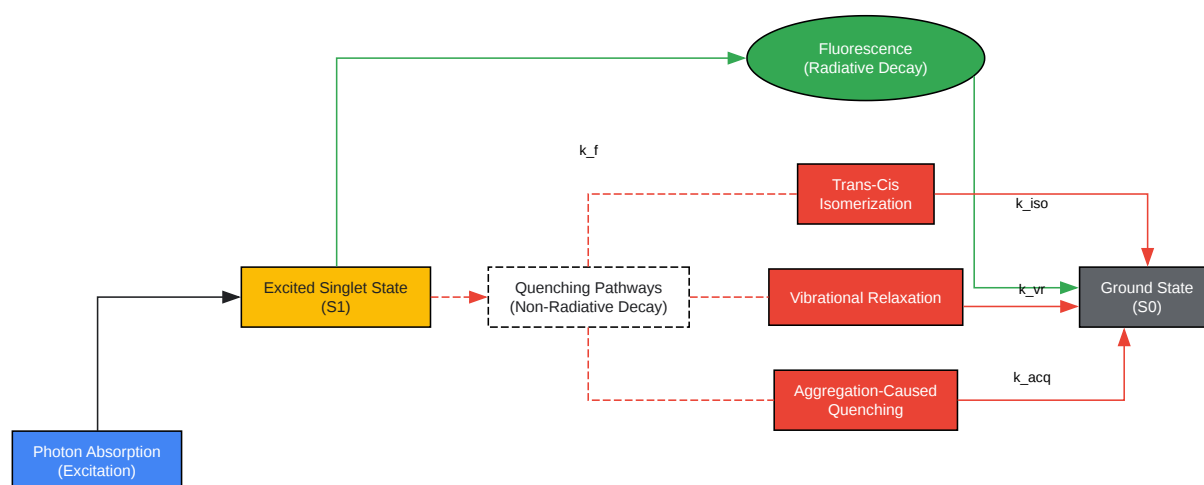 Fluorescence
(Radiative Decay)
k_f
Trans-Cis
Isomerization
k_iso
Excited Singlet State
(S1)
Quenching Pathways
(Non-Radiative Decay)
Vibrational Relaxation
k_vr
Ground State
(S0)
Aggregation-Caused
Quenching
k_acq
Photon Absorption
(Excitation)